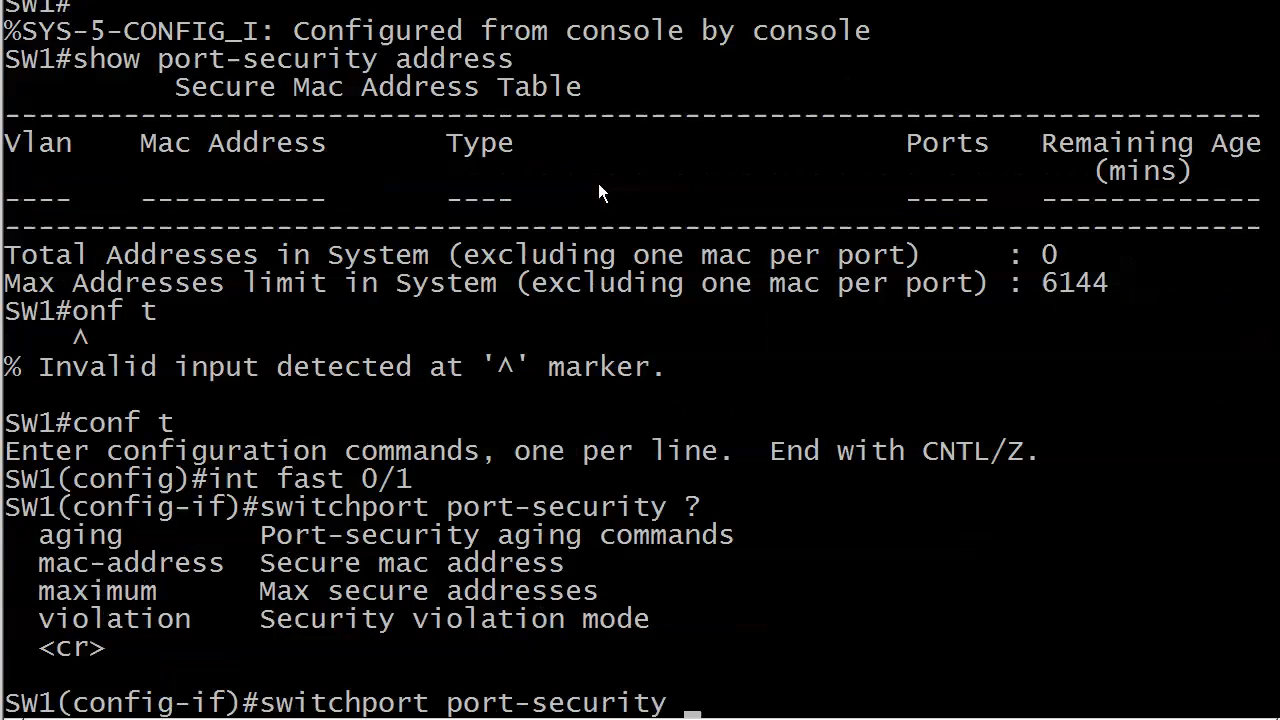 SW1#
%SYS-5-CONFIG_I: Configured from console by console
SW1#show port-security address
          Secure Mac Address Table
--------------------------------------------------------------------------
Vlan    Mac Address       Type                       Ports   Remaining Age
                                                                (mins)
----    -----------       ----                       -----   -------------
--------------------------------------------------------------------------
Total Addresses in System (excluding one mac per port)     : 0
Max Addresses limit in System (excluding one mac per port) : 6144
SW1#onf t
    ^
% Invalid input detected at '^' marker.

SW1#conf t
Enter configuration commands, one per line.  End with CNTL/Z.
SW1(config)#int fast 0/1
SW1(config-if)#switchport port-security ?
  aging        Port-security aging commands
  mac-address  Secure mac address
  maximum      Max secure addresses
  violation    Security violation mode
  <cr>

SW1(config-if)#switchport port-security